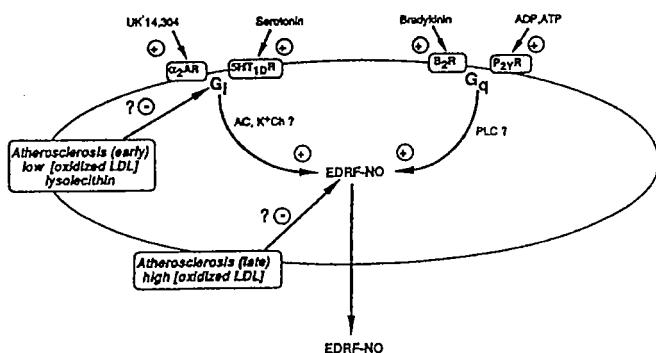 UK 14,304
Serotonin
Bradykinin
ADP,ATP
+
+
+
+
α2AR
5HT1DR
B2R
P2YR
Gi
Gq
? -
AC, K+Ch ?
PLC ?
Atherosclerosis (early)
low [oxidized LDL]
lysolecithin
+
+
EDRF-NO
? -
Atherosclerosis (late)
high [oxidized LDL]
EDRF-NO